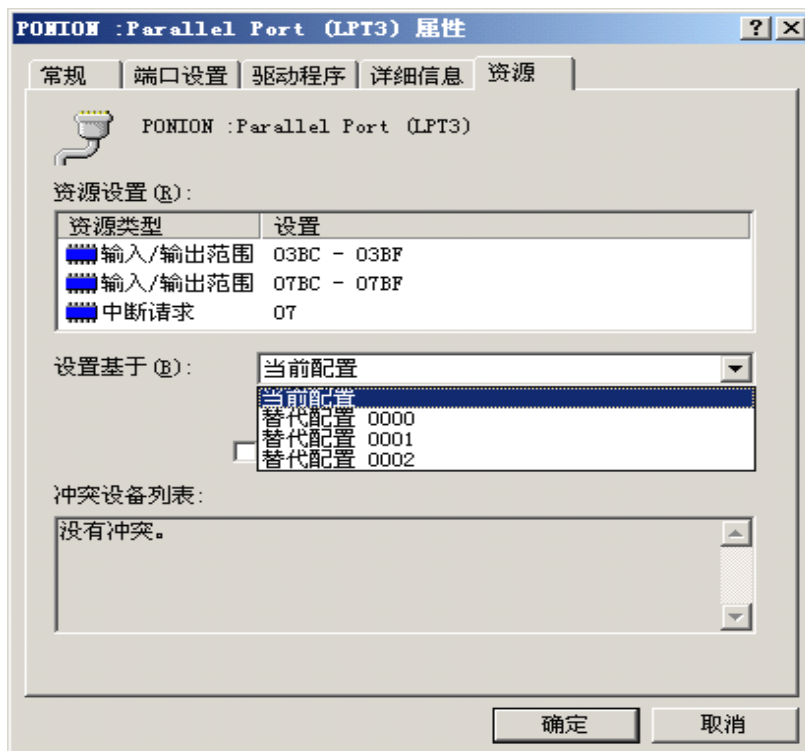 PONION :Parallel Port (LPT3) 属性
常规 端口设置 驱动程序 详细信息 资源
PONION :Parallel Port (LPT3)
资源设置(R):
资源类型 设置
输入/输出范围 03BC - 03BF
输入/输出范围 07BC - 07BF
中断请求 07
设置基于(B): 当前配置
当前配置
替代配置 0000
替代配置 0001
替代配置 0002
冲突设备列表:
没有冲突。
确定 取消